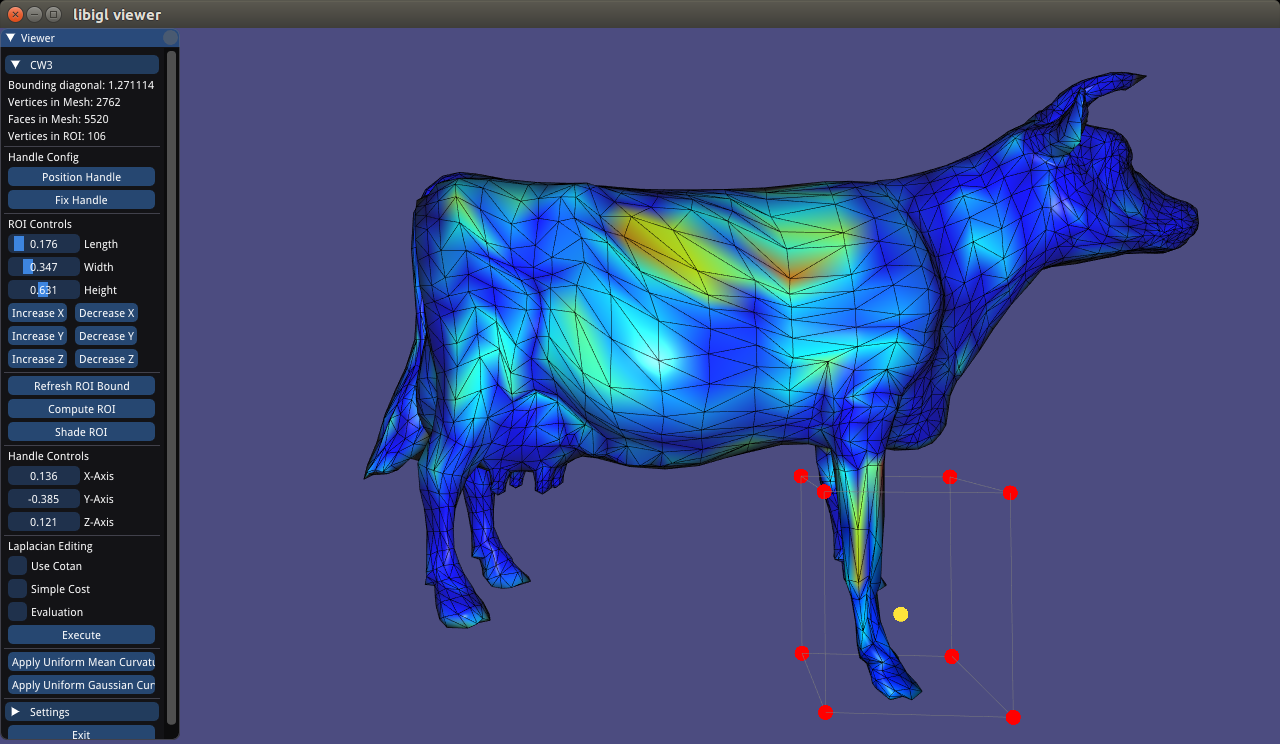 libigl viewer
Viewer
CW3
Bounding diagonal: 1.271114
Vertices in Mesh: 2762
Faces in Mesh: 5520
Vertices in ROI: 106
Handle Config
Position Handle
Fix Handle
ROI Controls
0.176 Length
0.347 Width
0.631 Height
Increase X Decrease X
Increase Y Decrease Y
Increase Z Decrease Z
Refresh ROI Bound
Compute ROI
Shade ROI
Handle Controls
0.136 X-Axis
-0.385 Y-Axis
0.121 Z-Axis
Laplacian Editing
Use Cotan
Simple Cost
Evaluation
Execute
Apply Uniform Mean Curvatu
Apply Uniform Gaussian Cur
Settings
Exit